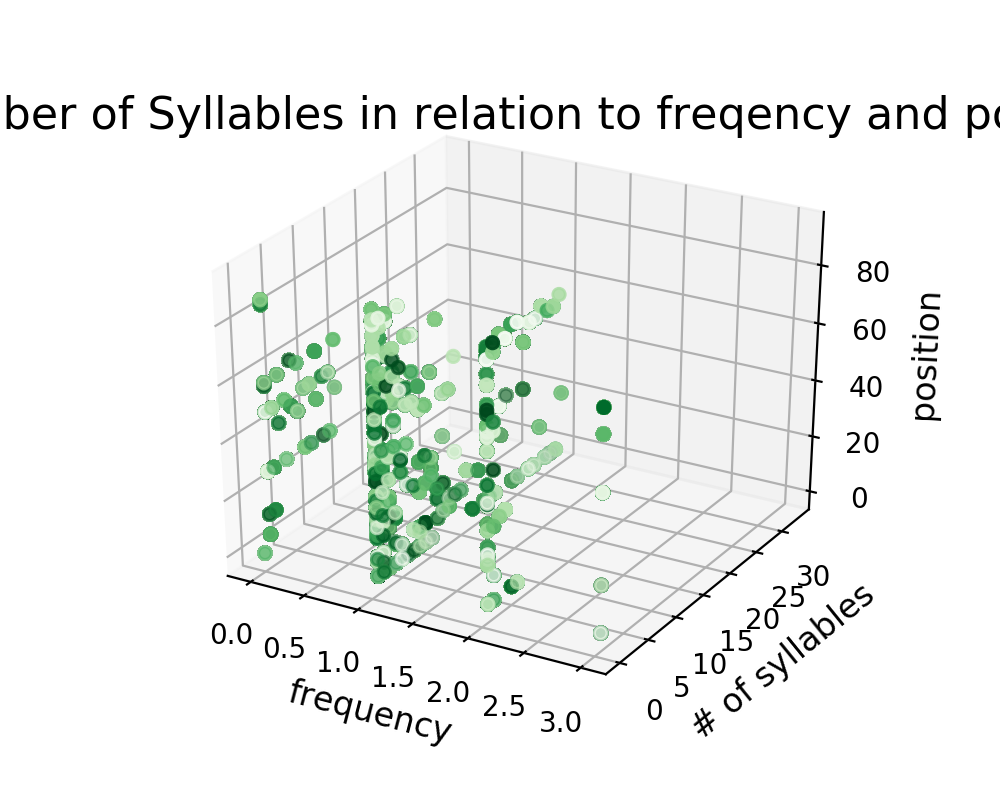 ber of Syllables in relation to freqency and po
80
60
40
20
0
position
0.0 0.5 1.0 1.5 2.0 2.5 3.0
frequency
0 5 10 15 20 25 30
# of syllables